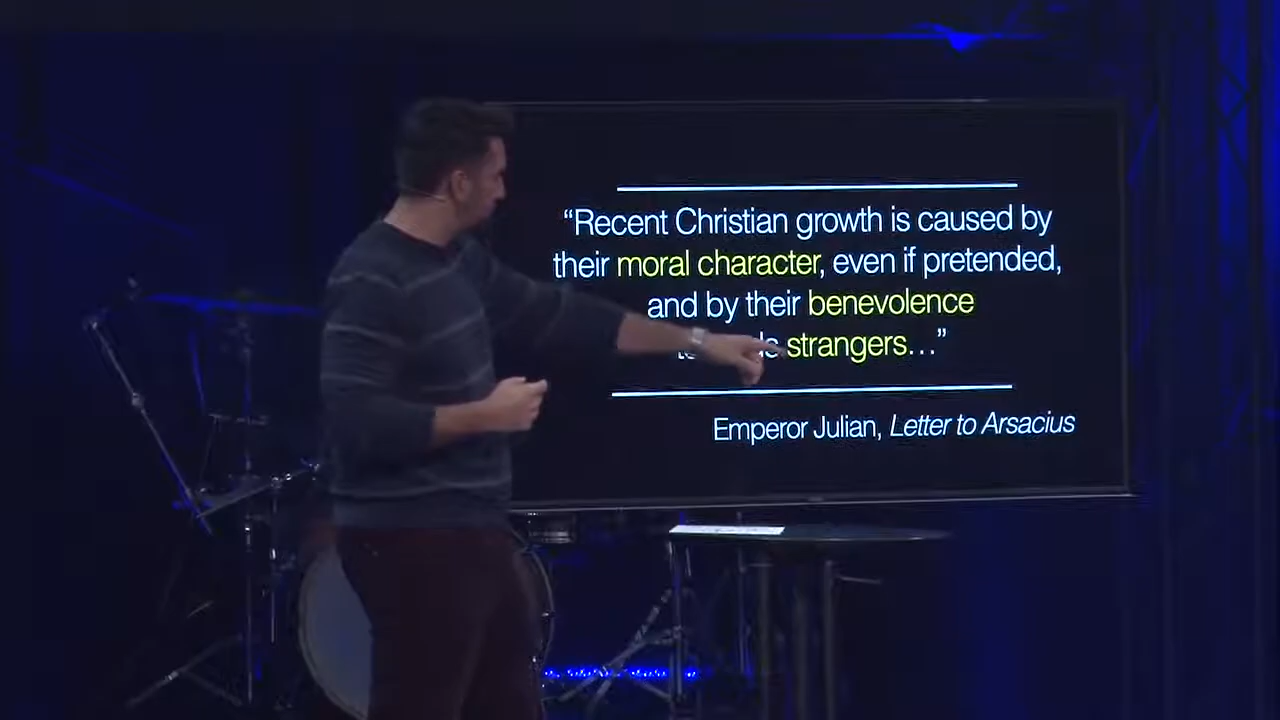 “Recent Christian growth is caused by
their moral character, even if pretended,
and by their benevolence
strangers…”
Emperor Julian, Letter to Arsacius